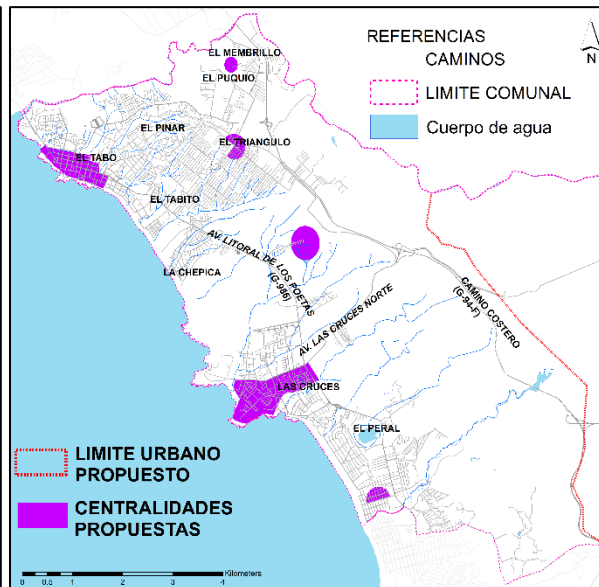 REFERENCIAS
CAMINOS
LIMITE COMUNAL
Cuerpo de agua
N
EL MEMBRILLO
EL PUQUIO
EL PINAR
EL TRIANGULO
EL TABO
EL TABITO
AV. LITORAL DE LOS POETAS
(G-986)
LA CHEPICA
CAMINO COSTERO
(G-94-F)
AV. LAS CRUCES NORTE
LAS CRUCES
EL PERAL
LIMITE URBANO
PROPUESTO
CENTRALIDADES
PROPUESTAS
0 0.5 1 2 3 4
Kilometers